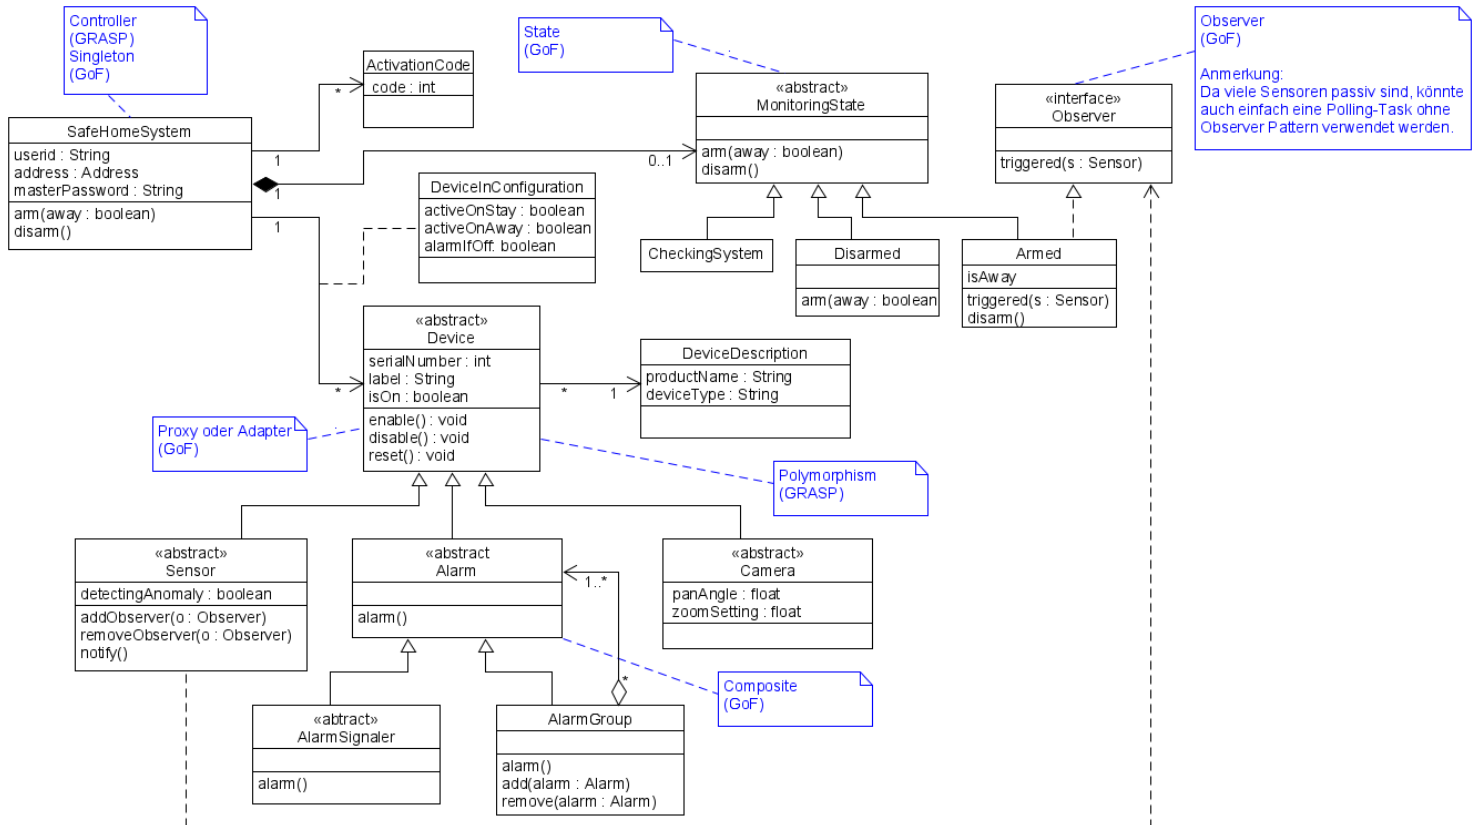 Controller
(GRASP)
Singleton
(GoF)
State
(GoF)
Observer
(GoF)
Anmerkung:
Da viele Sensoren passiv sind, könnte
auch einfach eine Polling-Task ohne
Observer Pattern verwendet werden.
ActivationCode
code : int
*
1
«abstract»
MonitoringState
arm(away : boolean)
disarm()
«interface»
Observer
triggered(s : Sensor)
SafeHomeSystem
userid : String
address : Address
masterPassword : String
arm(away : boolean)
disarm()
1
0..1
1
DeviceInConfiguration
activeOnStay : boolean
activeOnAway : boolean
alarmIfOff: boolean
CheckingSystem
Disarmed
arm(away : boolean
Armed
isAway
triggered(s : Sensor)
disarm()
«abstract»
Device
serialNumber : int
label : String
isOn : boolean
enable() : void
disable() : void
reset() : void
*
*
1
DeviceDescription
productName : String
deviceType : String
Proxy oder Adapter
(GoF)
Polymorphism
(GRASP)
«abstract»
Sensor
detectingAnomaly : boolean
addObserver(o : Observer)
removeObserver(o : Observer)
notify()
«abstract
Alarm
alarm()
1..*
*
«abstract»
Camera
panAngle : float
zoomSetting : float
Composite
(GoF)
«abtract»
AlarmSignaler
alarm()
AlarmGroup
alarm()
add(alarm : Alarm)
remove(alarm : Alarm)